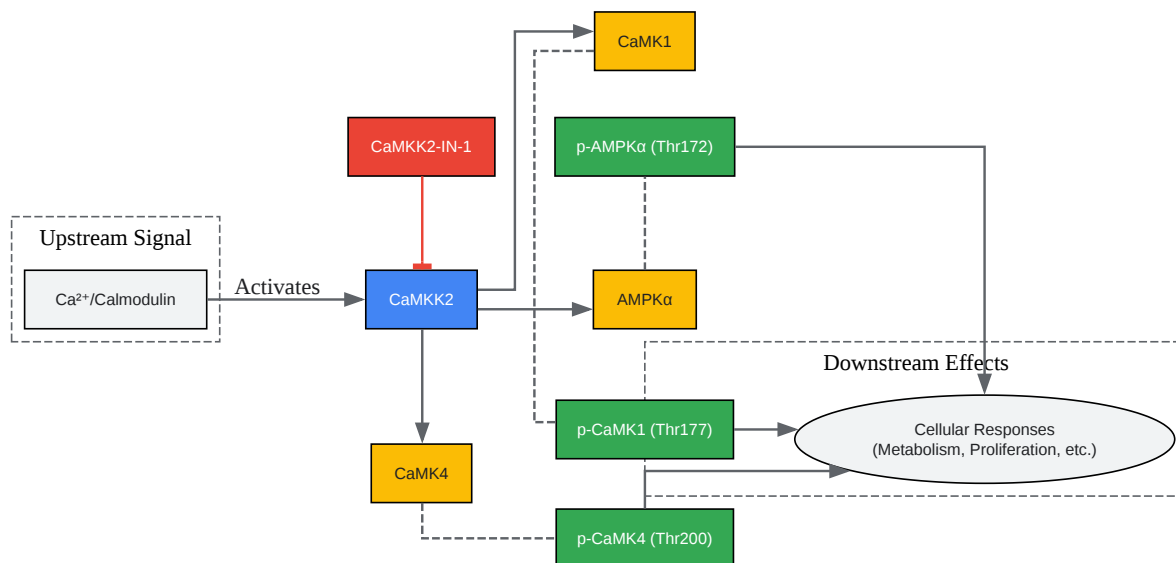 CaMK1
CaMKK2-IN-1
p-AMPKα (Thr172)
Upstream Signal
Ca²⁺/Calmodulin
Activates
CaMKK2
AMPKα
Downstream Effects
p-CaMK1 (Thr177)
Cellular Responses
(Metabolism, Proliferation, etc.)
CaMK4
p-CaMK4 (Thr200)